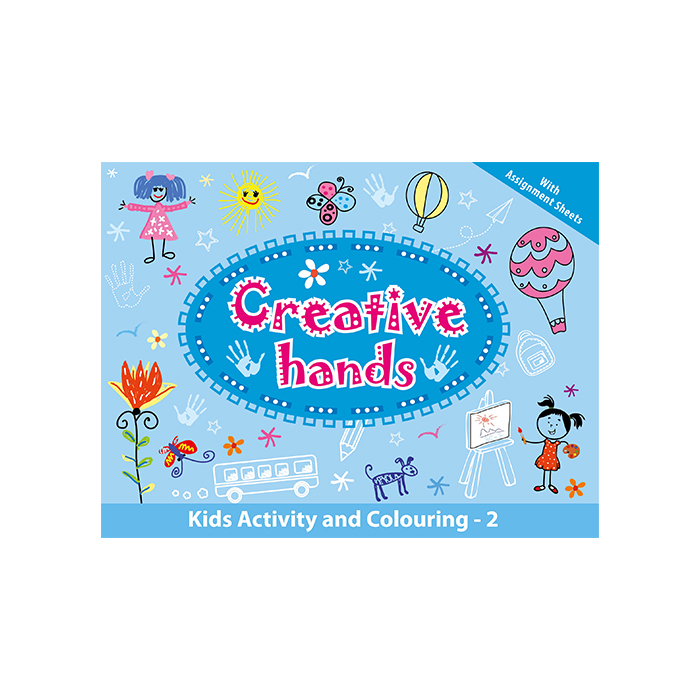 With
Assignment Sheets
Creative
hands
Kids Activity and Colouring - 2